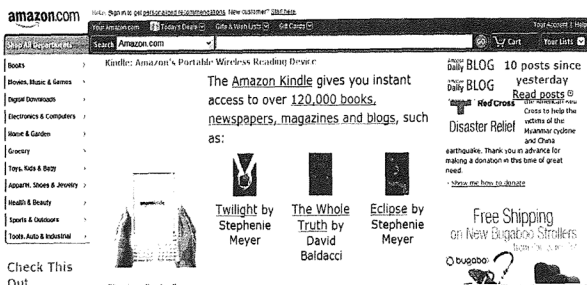 amazon.com
Hello. Sign in to get personalized recommendations. New customer? Start here.
Your Amazon.com
Today's Deals
Gifts & Wish Lists
Gift Cards
Your Account | Help
Shop All Departments
Search Amazon.com
GO
Cart
Your Lists
Books
Movies, Music & Games
Digital Downloads
Electronics & Computers
Home & Garden
Grocery
Toys, Kids & Baby
Apparel, Shoes & Jewelry
Health & Beauty
Sports & Outdoors
Tools, Auto & Industrial
Check This
Out
Kindle: Amazon's Portable Wireless Reading Device
The Amazon Kindle gives you instant
access to over 120,000 books,
newspapers, magazines and blogs, such
as:
Twilight by
Stephenie
Meyer
The Whole
Truth by
David
Baldacci
Eclipse by
Stephenie
Meyer
Daily BLOG
Daily BLOG
10 posts since
yesterday
Read posts
Red Cross
Disaster Relief
Cross to help the
victims of the
Myanmar cyclone
and China
earthquake. Thank you in advance for
making a donation in this time of great
need.
Show me how to donate
Free Shipping
on New Bugaboo Strollers
bugaboo